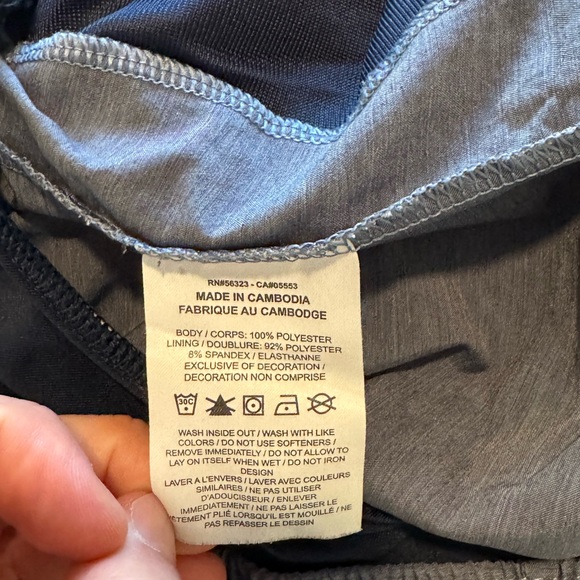 RN#56323 - CA#05553
MADE IN CAMBODIA
FABRIQUE AU CAMBODGE
BODY / CORPS: 100% POLYESTER
LINING / DOUBLURE: 92% POLYESTER
8% SPANDEX / ELASTHANNE
EXCLUSIVE OF DECORATION /
DECORATION NON COMPRISE
30C
WASH INSIDE OUT / WASH WITH LIKE
COLORS / DO NOT USE SOFTENERS /
REMOVE IMMEDIATELY / DO NOT ALLOW TO
LAY ON ITSELF WHEN WET / DO NOT IRON
DESIGN
LAVER A L'ENVERS / LAVER AVEC COULEURS
SIMILAIRES / NE PAS UTILISER
D'ADOUCISSEUR / ENLEVER
IMMÉDIATEMENT / NE PAS LAISSER LE
VÊTEMENT PLIÉ LORSQU'IL EST MOUILLÉ / NE
PAS REPASSER LE DESSIN